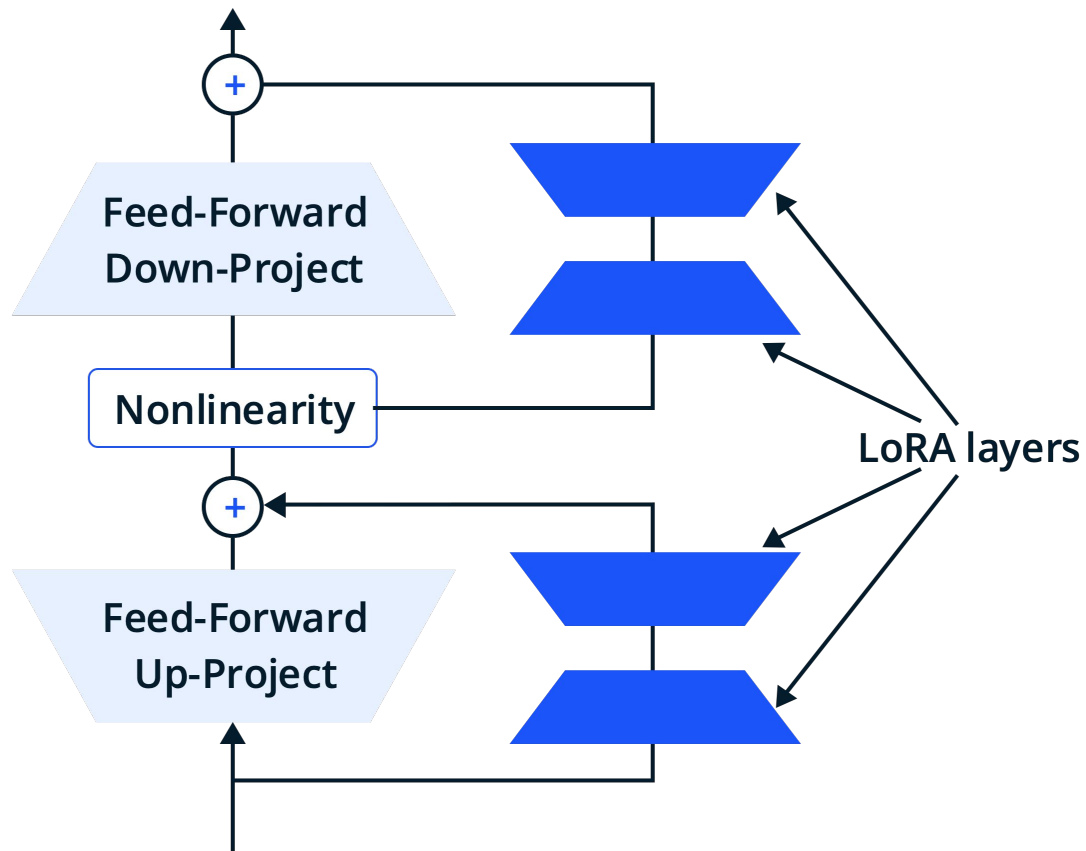 +
Feed-Forward
Down-Project
Nonlinearity
LoRA layers
+
Feed-Forward
Up-Project